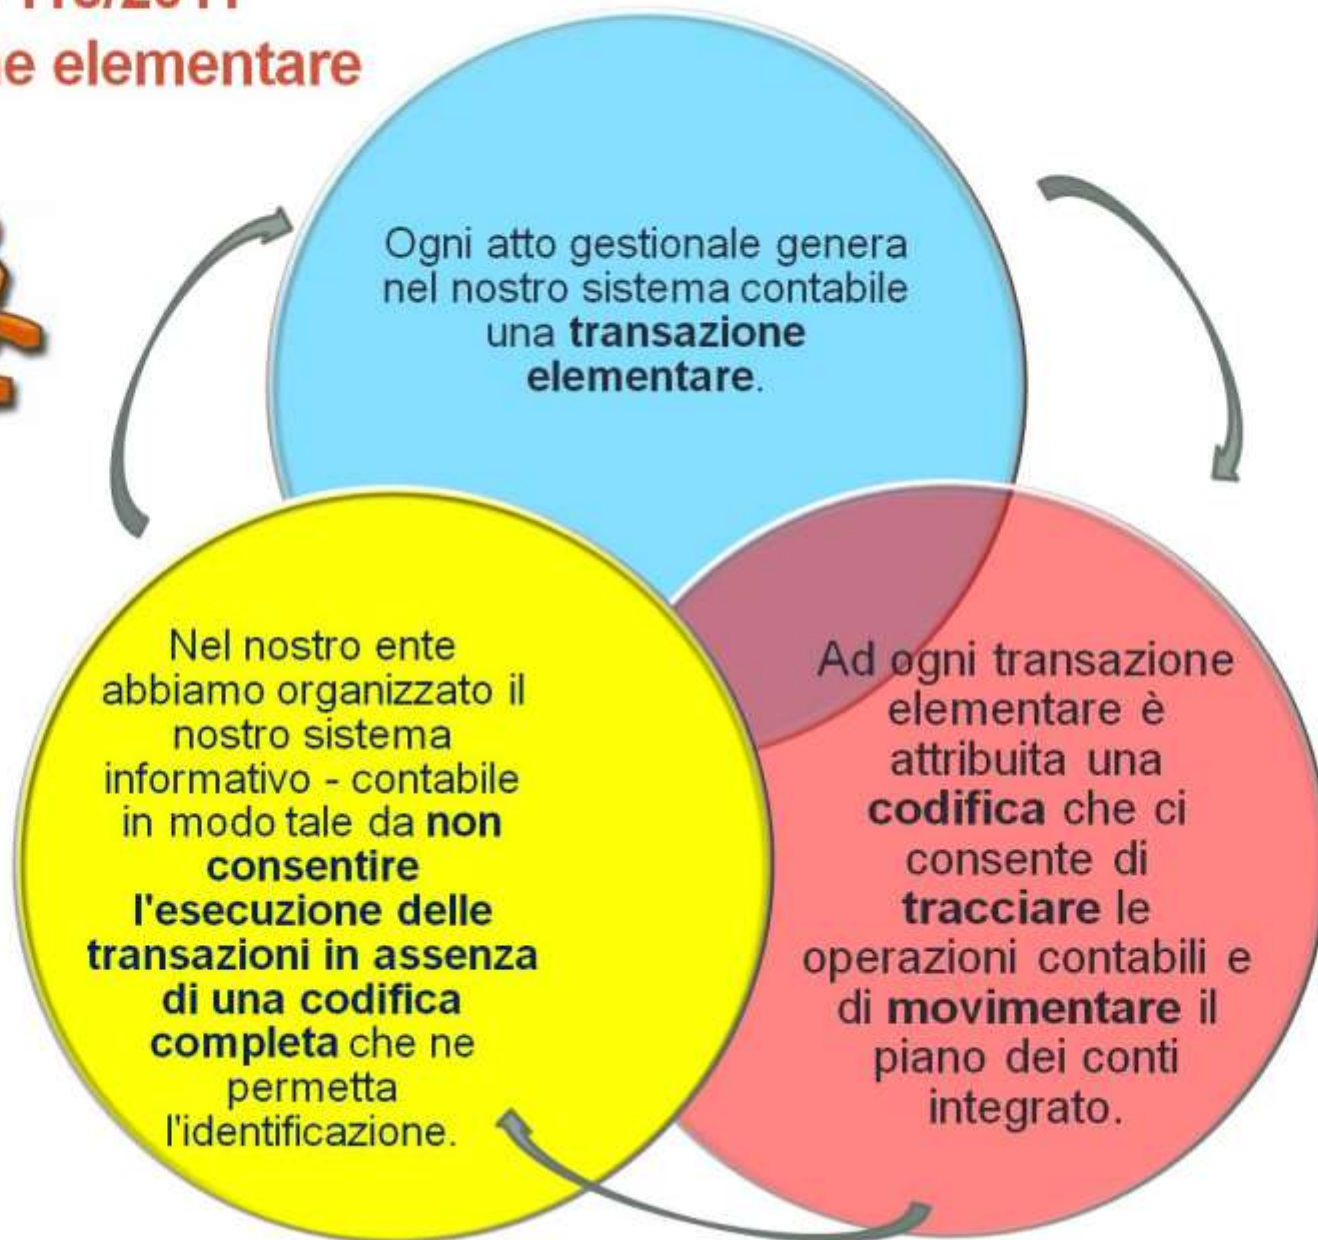 elementare
Ogni atto gestionale genera
nel nostro sistema contabile
una transazione
elementare.
Nel nostro ente
abbiamo organizzato il
nostro sistema
informativo - contabile
in modo tale da non
consentire
l'esecuzione delle
transazioni in assenza
di una codifica
completa che ne
permetta
l'identificazione.
Ad ogni transazione
elementare è
attribuita una
codifica che ci
consente di
tracciare le
operazioni contabili e
di movimentare il
piano dei conti
integrato.